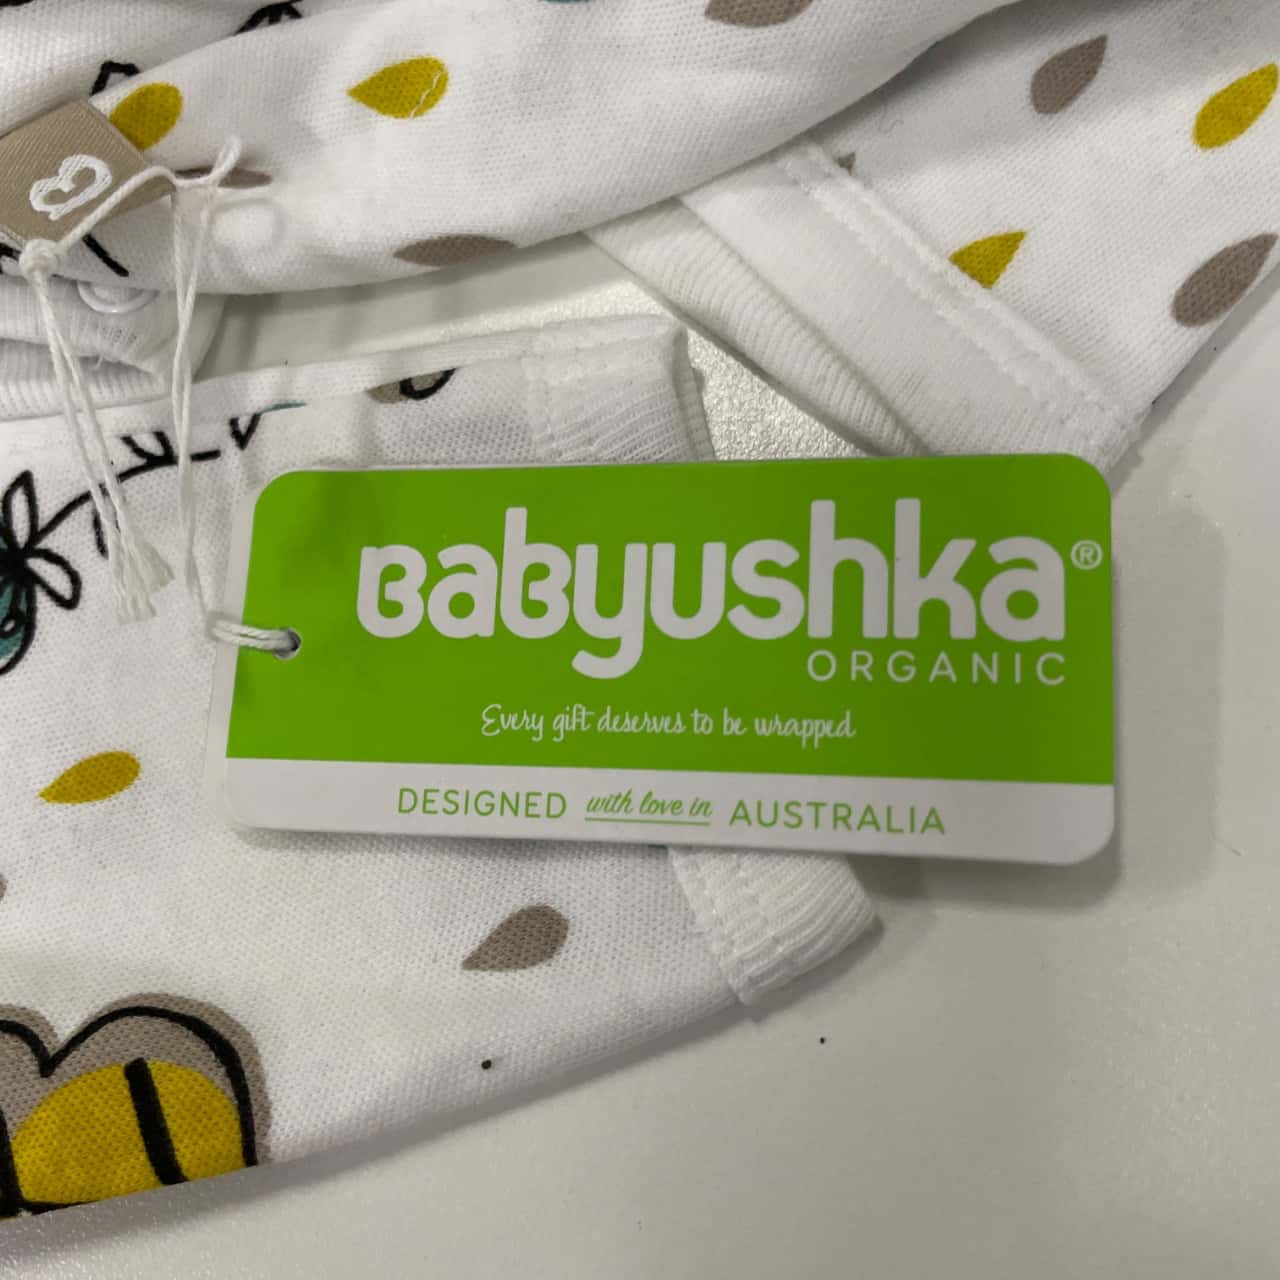 Babyushka®
ORGANIC
Every gift deserves to be wrapped
DESIGNED with love in AUSTRALIA